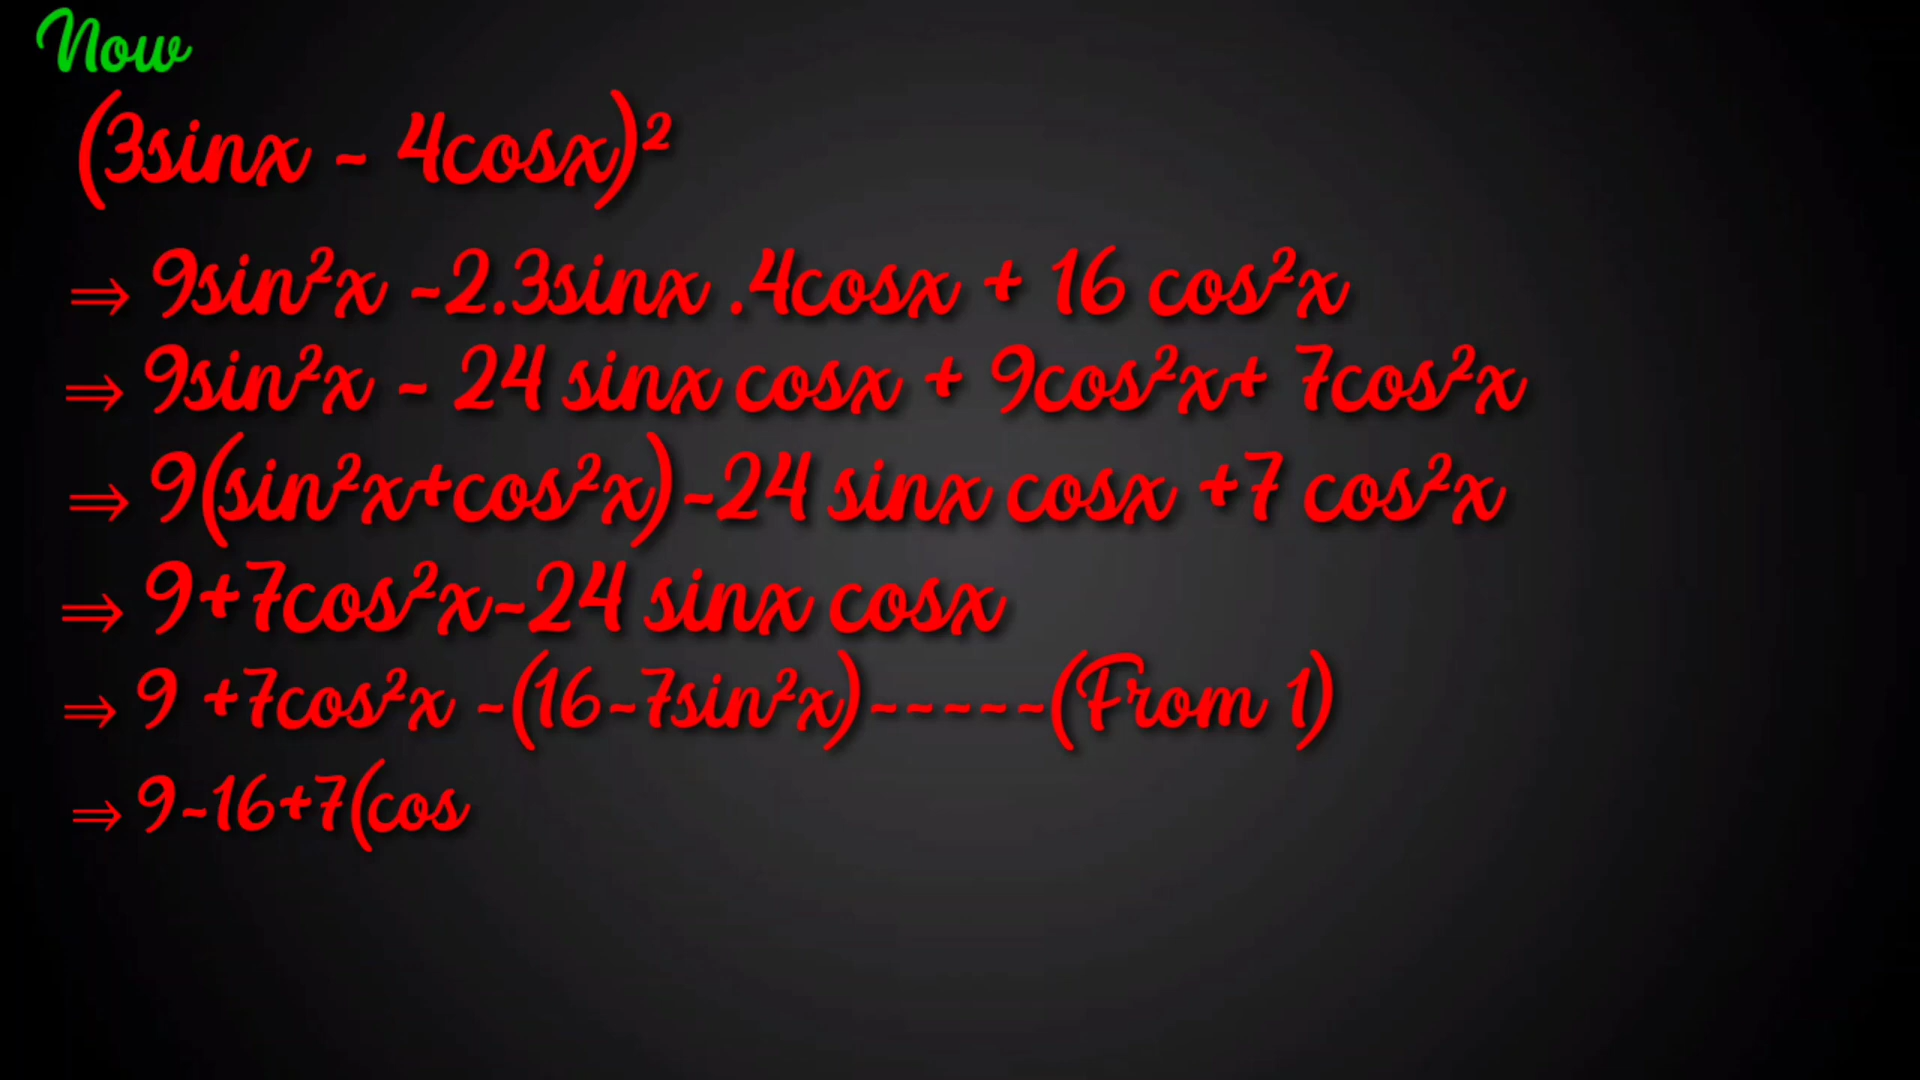 Now
(3sinx - 4cosx)²
⇒ 9sin²x -2.3sinx .4cosx + 16 cos²x
⇒ 9sin²x - 24 sinx cosx + 9cos²x+ 7cos²x
⇒ 9(sin²x+cos²x)-24 sinx cosx +7 cos²x
⇒ 9+7cos²x-24 sinx cosx
⇒ 9 +7cos²x -(16-7sin²x)-----(From 1)
⇒ 9-16+7(cos